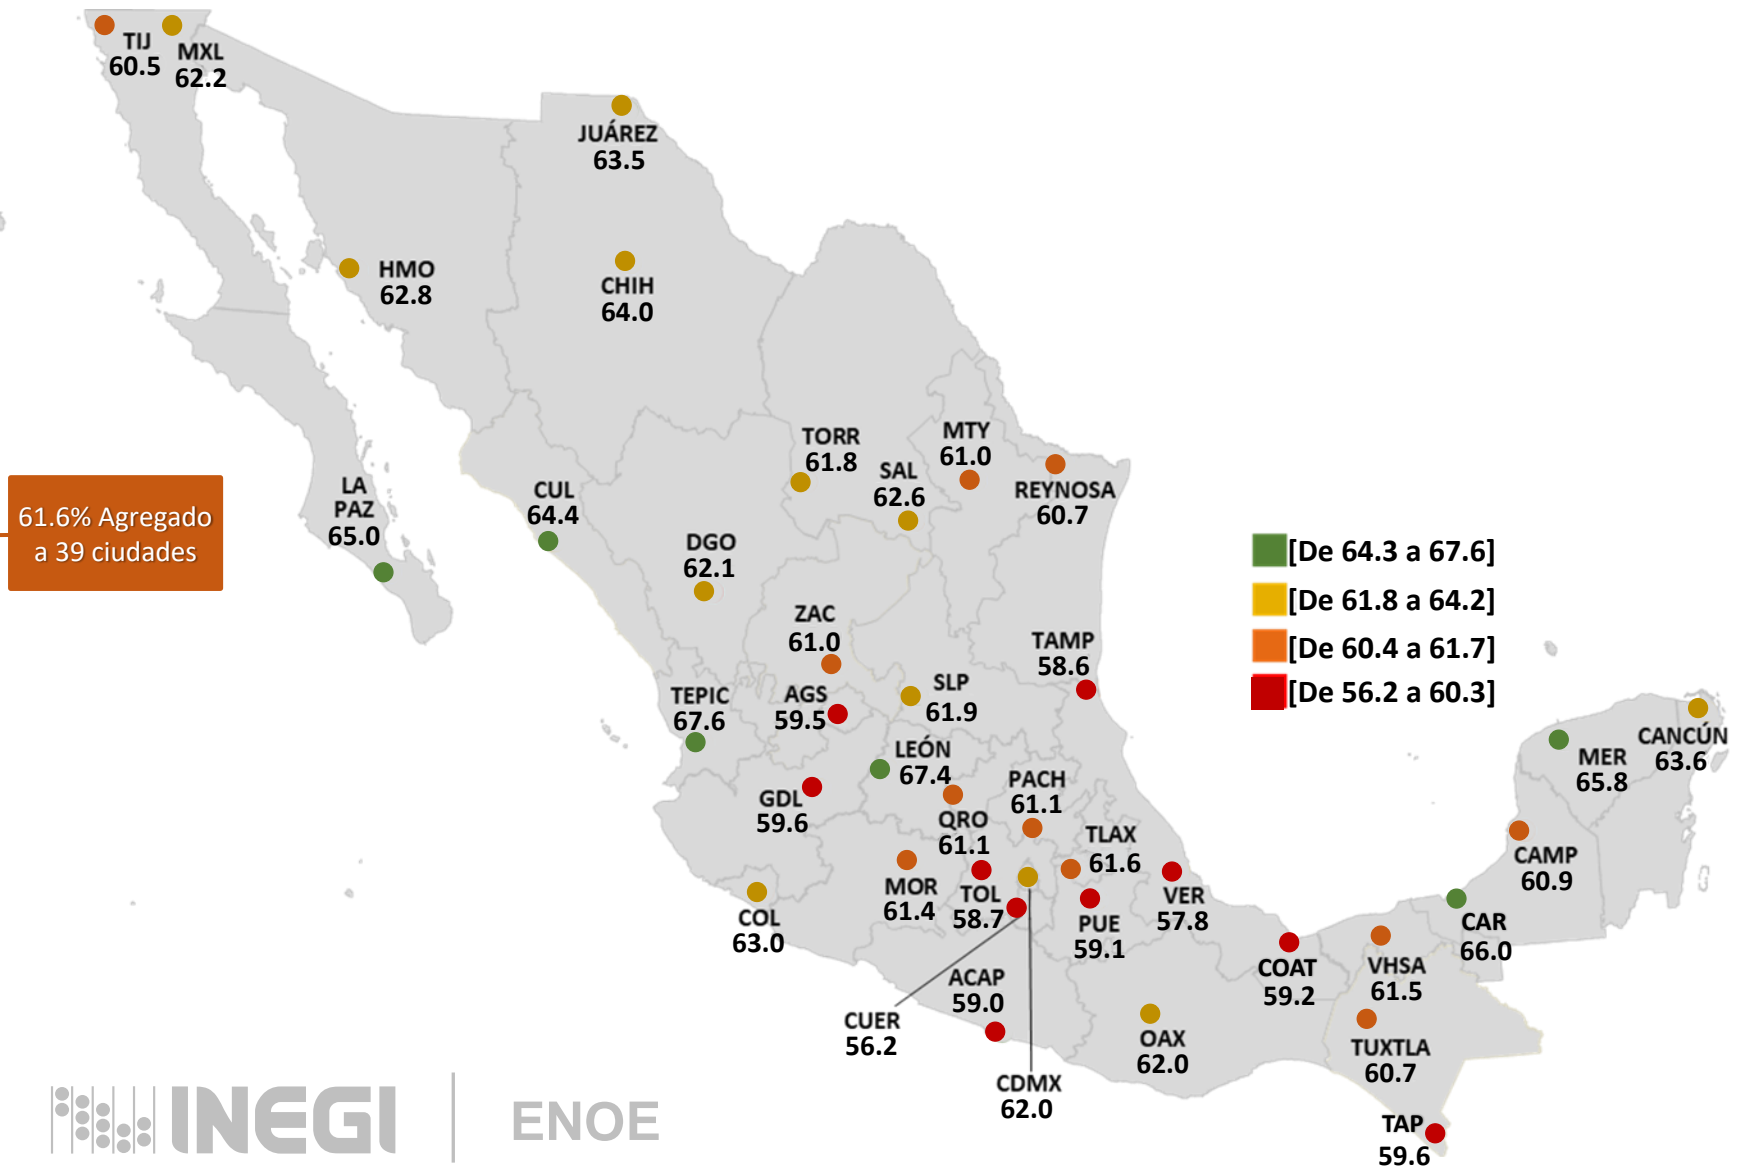 TIJ
60.5
MXL
62.2
JUÁREZ
63.5
HMO
62.8
CHIH
64.0
LA
PAZ
65.0
CUL
64.4
TORR
61.8
SAL
62.6
MTY
61.0
REYNOSA
60.7
61.6% Agregado
a 39 ciudades
DGO
62.1
ZAC
61.0
TAMP
58.6
[De 64.3 a 67.6]
[De 61.8 a 64.2]
[De 60.4 a 61.7]
[De 56.2 a 60.3]
TEPIC
67.6
AGS
59.5
SLP
61.9
LEÓN
67.4
GDL
59.6
QRO
61.1
PACH
61.1
TLAX
61.6
MER
65.8
CANCÚN
63.6
COL
63.0
MOR
61.4
TOL
58.7
PUE
59.1
VER
57.8
CAMP
60.9
CAR
66.0
COAT
59.2
VHSA
61.5
ACAP
59.0
CUER
56.2
CDMX
62.0
OAX
62.0
TUXTLA
60.7
TAP
59.6
INEGI
ENOE